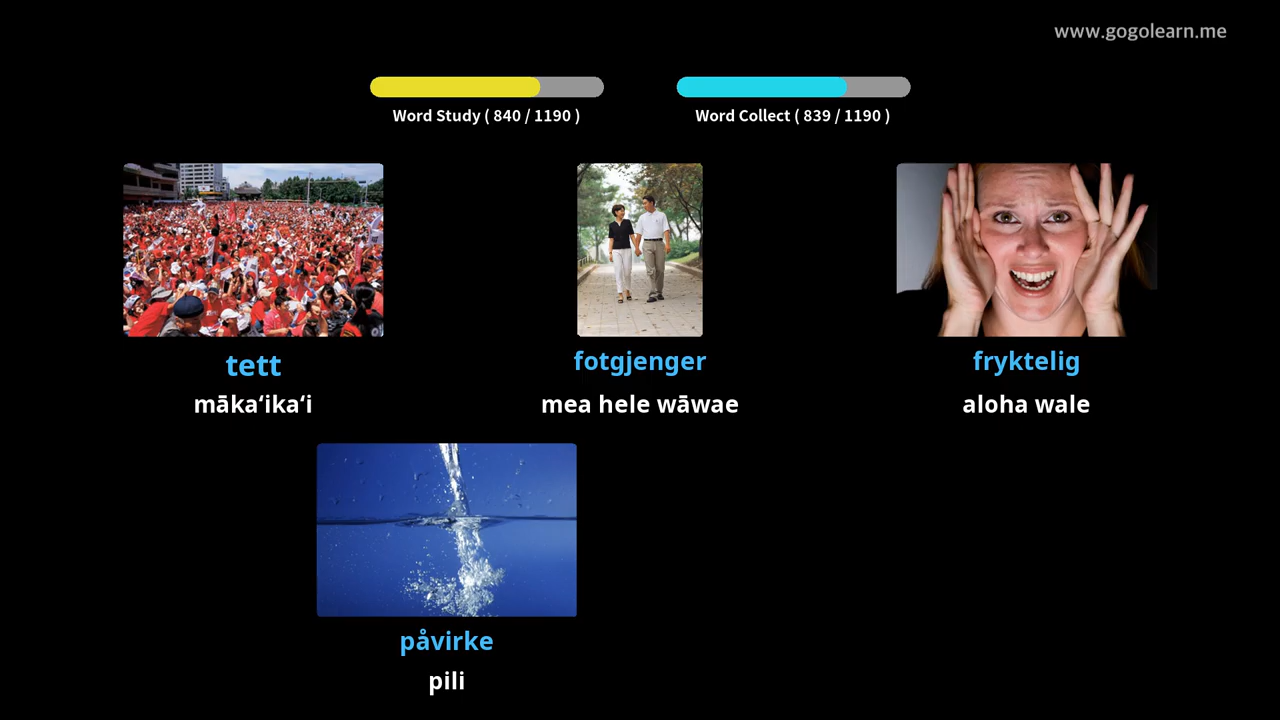 www.gogolearn.me
Word Study ( 840 / 1190 )
Word Collect ( 839 / 1190 )
tett
mākaʻikaʻi
fotgjenger
mea hele wāwae
fryktelig
aloha wale
påvirke
pili